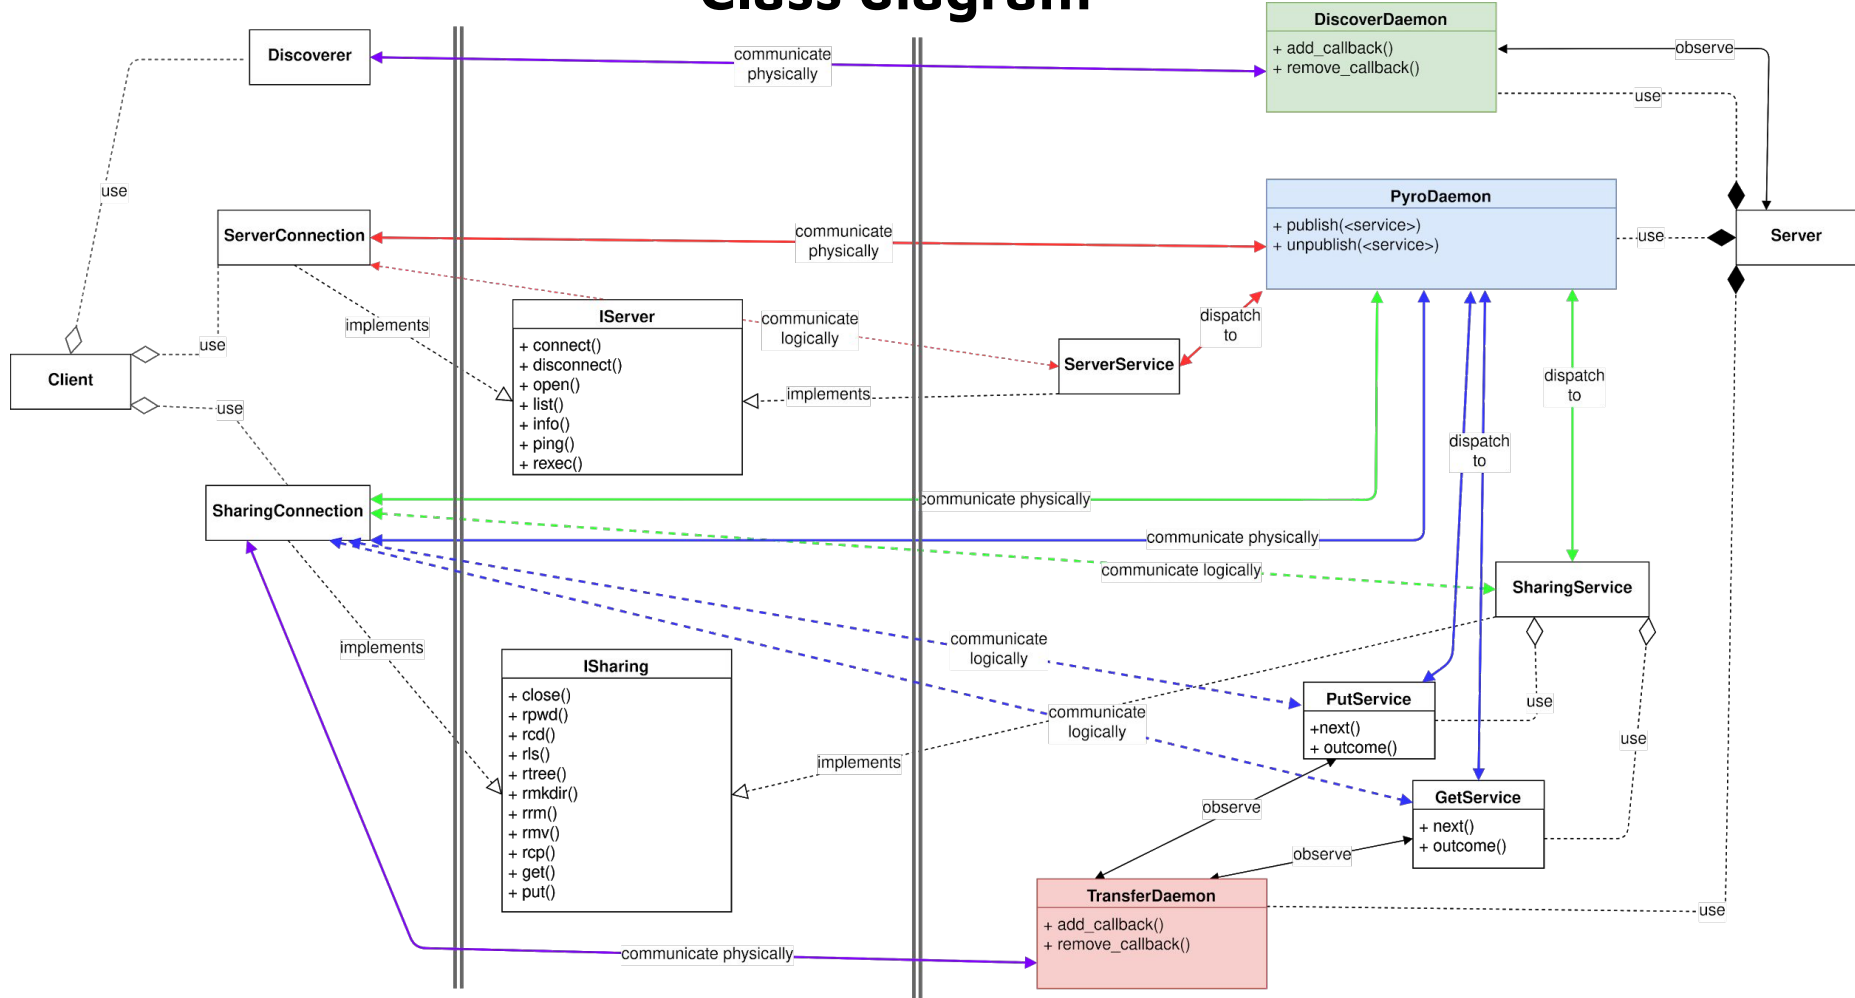 Class diagram
DiscoverDaemon
+ add_callback()
+ remove_callback()
observe
use
Discoverer
communicate
physically
use
PyroDaemon
+ publish(<service>)
+ unpublish(<service>)
use
Server
ServerConnection
communicate
physically
implements
IServer
+ connect()
+ disconnect()
+ open()
+ list()
+ info()
+ ping()
+ rexec()
communicate
logically
dispatch
to
ServerService
implements
use
Client
use
dispatch
to
dispatch
to
SharingConnection
communicate physically
communicate physically
communicate logically
SharingService
implements
ISharing
+ close()
+ rpwd()
+ rcd()
+ rls()
+ rtree()
+ rmkdir()
+ rrm()
+ rmv()
+ rcp()
+ get()
+ put()
communicate
logically
communicate
logically
implements
PutService
+next()
+ outcome()
use
use
GetService
+ next()
+ outcome()
observe
observe
TransferDaemon
+ add_callback()
+ remove_callback()
use
communicate physically